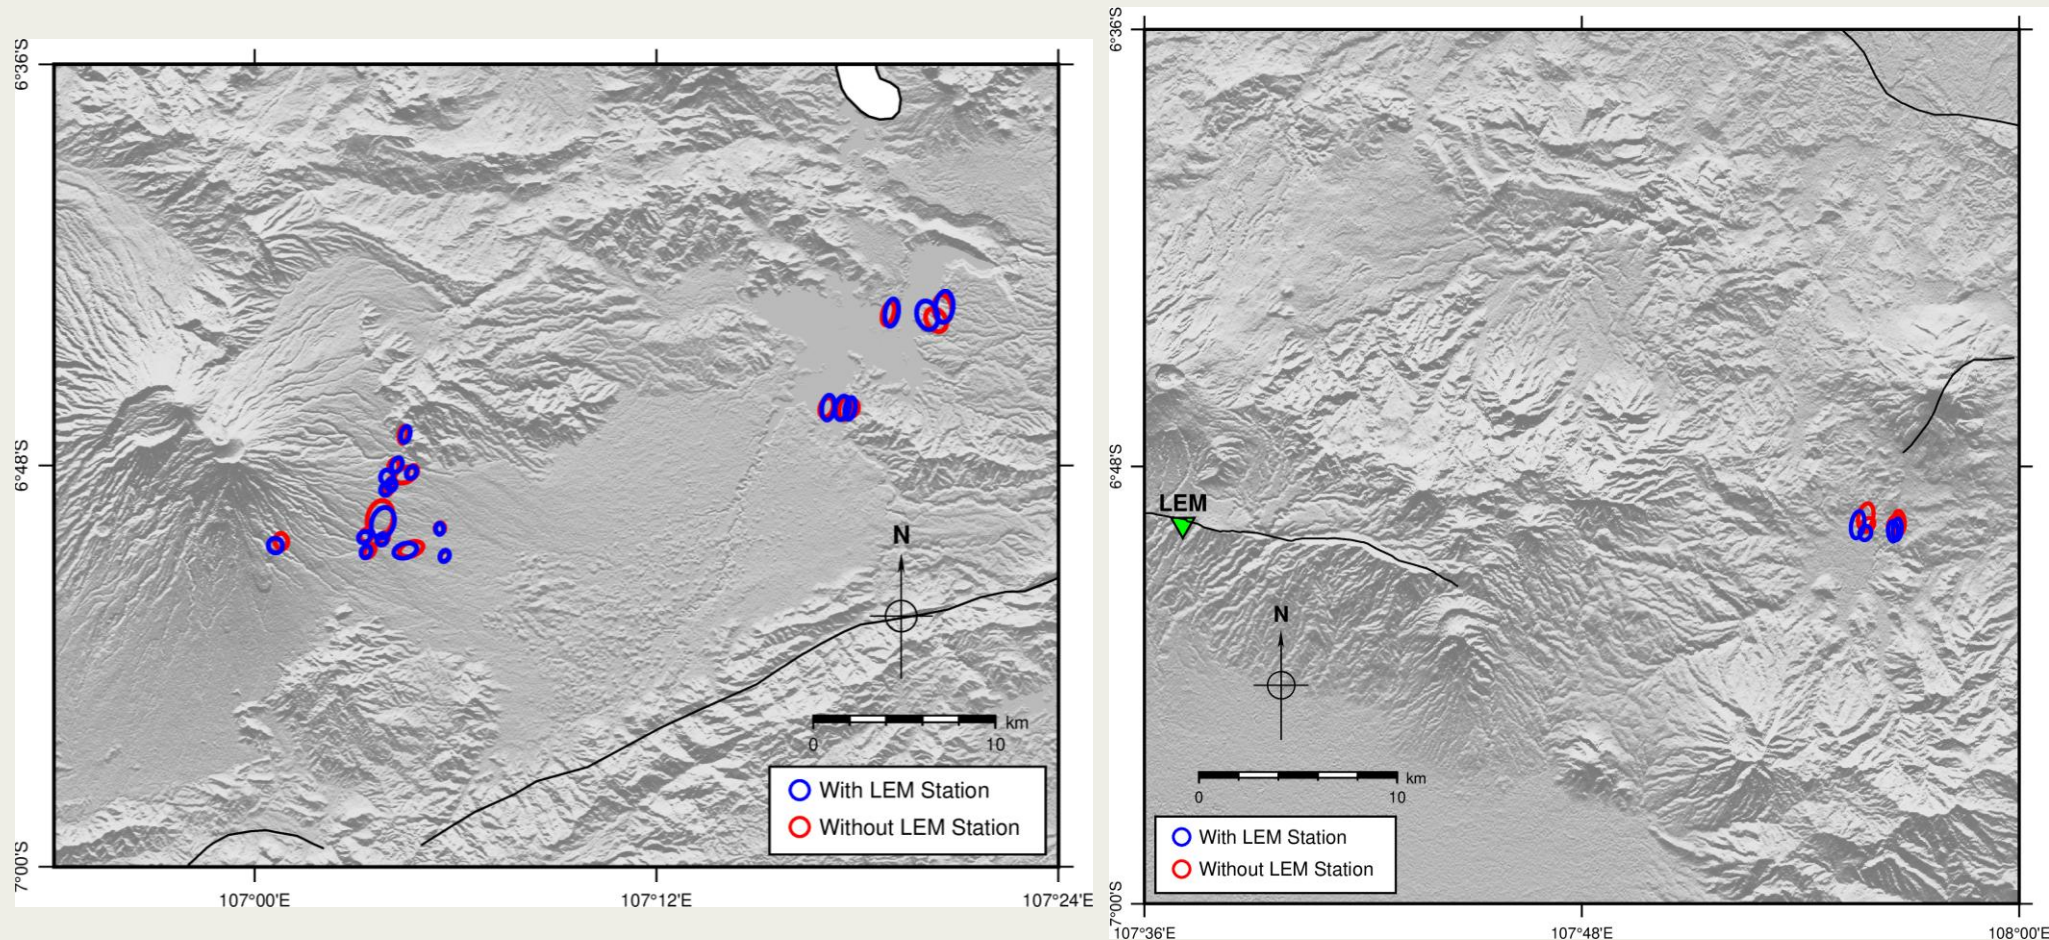 6°36'S
6°48'S
7°00'S
107°00'E
107°12'E
107°24'E
N
0
10
km
With LEM Station
Without LEM Station
6°36'S
6°48'S
7°00'S
107°36'E
107°48'E
108°00'E
LEM
N
0
10
km
With LEM Station
Without LEM Station